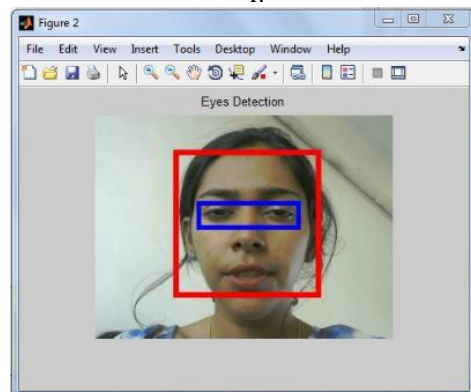 Figure 2
File Edit View Insert Tools Desktop Window Help
Eyes Detection